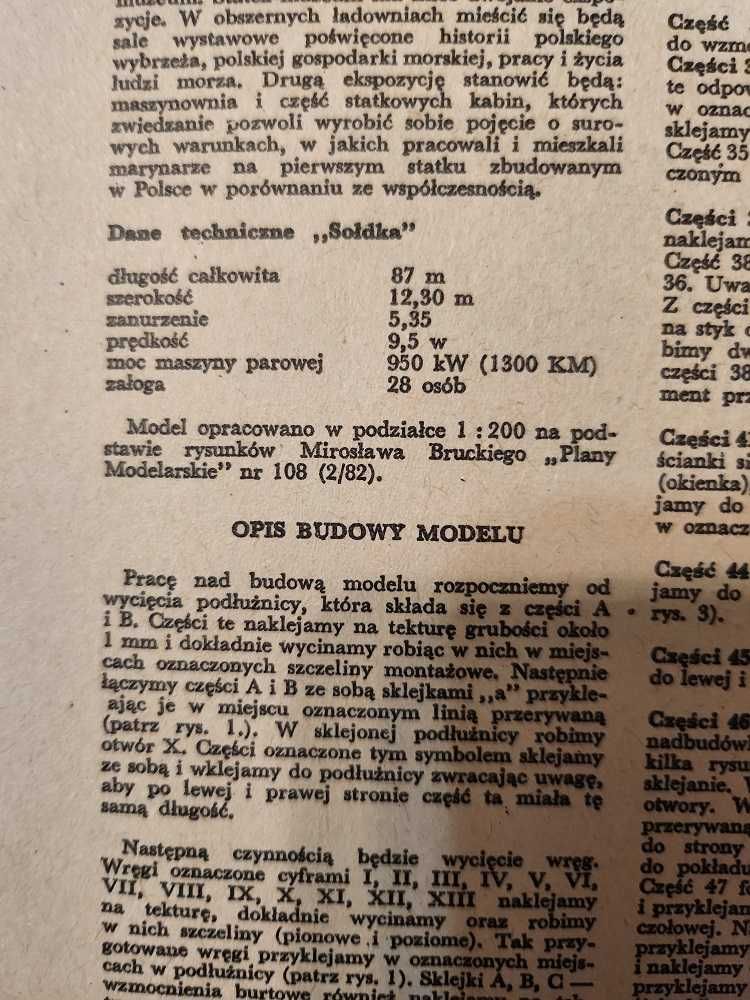 zycje. W obszernych ładowniach mieścić się będą
sale wystawowe poświęcone historii polskiego
wybrzeża, polskiej gospodarki morskiej, pracy i życia
ludzi morza. Drugą ekspozycję stanowić będą:
maszynownia i część statkowych kabin, których
zwiedzanie pozwoli wyrobić sobie pojęcie o suro-
wych warunkach, w jakich pracowali i mieszkali
marynarze na pierwszym statku zbudowanym
w Polsce w porównaniu ze współczesnością.
Dane techniczne „Sołdka”
długość całkowita 87 m
szerokość 12,30 m
zanurzenie 5,35
prędkość 9,5 w
moc maszyny parowej 950 kW (1300 KM)
załoga 28 osób
Model opracowano w podziałce 1 : 200 na pod-
stawie rysunków Mirosława Bruckiego „Plany
Modelarskie” nr 108 (2/82).
OPIS BUDOWY MODELU
Pracę nad budową modelu rozpoczniemy od
wycięcia podłużnicy, która składa się z części A
i B. Części te naklejamy na tekturę grubości około
1 mm i dokładnie wycinamy robiąc w nich w miejs-
cach oznaczonych szczeliny montażowe. Następnie
łączymy części A i B ze sobą sklejkami „a” przykle-
ając je w miejscu oznaczonym linią przerywaną
(patrz rys. 1.). W sklejonej podłużnicy robimy
otwór X. Części oznaczone tym symbolem sklejamy
ze sobą i wklejamy do podłużnicy zwracając uwagę,
aby po lewej i prawej stronie część ta miała tę
samą długość.
Następną czynnością będzie wycięcie wręg.
Wręgi oznaczone cyframi I, II, III, IV, V, VI,
VII, VIII, IX, X, XI, XII, XIII naklejamy
na tekturę, dokładnie wycinamy oraz robimy
w nich szczeliny (pionowe i poziome). Tak przy-
gotowane wręgi przyklejamy w oznaczonych miejs-
cach w podłużnicy (patrz rys. 1). Sklejki A, B, C —
wzmocnienia burtowe również
Część
do wzmo
Części 3
te odpow
w oznac
sklejamy
Część 35
czonym
Części
naklejam
Część 38
36. Uwa
Z części
na styk
bimy dw
części 38
ment prz
Części 41
ścianki si
(okienka)
jamy do
w oznacz
Część 44
jamy do
rys. 3).
Części 45
do lewej i
Części 46
nadbudówk
kilka rysu
sklejanie.
otwory. W
przerywaną
do strony
do pokładu
Część 47 f
i przyklejam
czołowej. N
przyklejamy
i naklejamy
przyklejamy